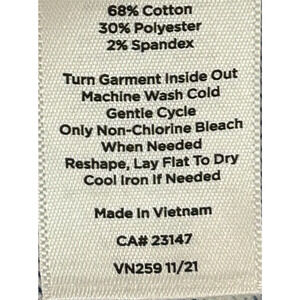 68% Cotton
30% Polyester
2% Spandex
Turn Garment Inside Out
Machine Wash Cold
Gentle Cycle
Only Non-Chlorine Bleach
When Needed
Reshape, Lay Flat To Dry
Cool Iron If Needed
Made In Vietnam
CA# 23147
VN259 11/21